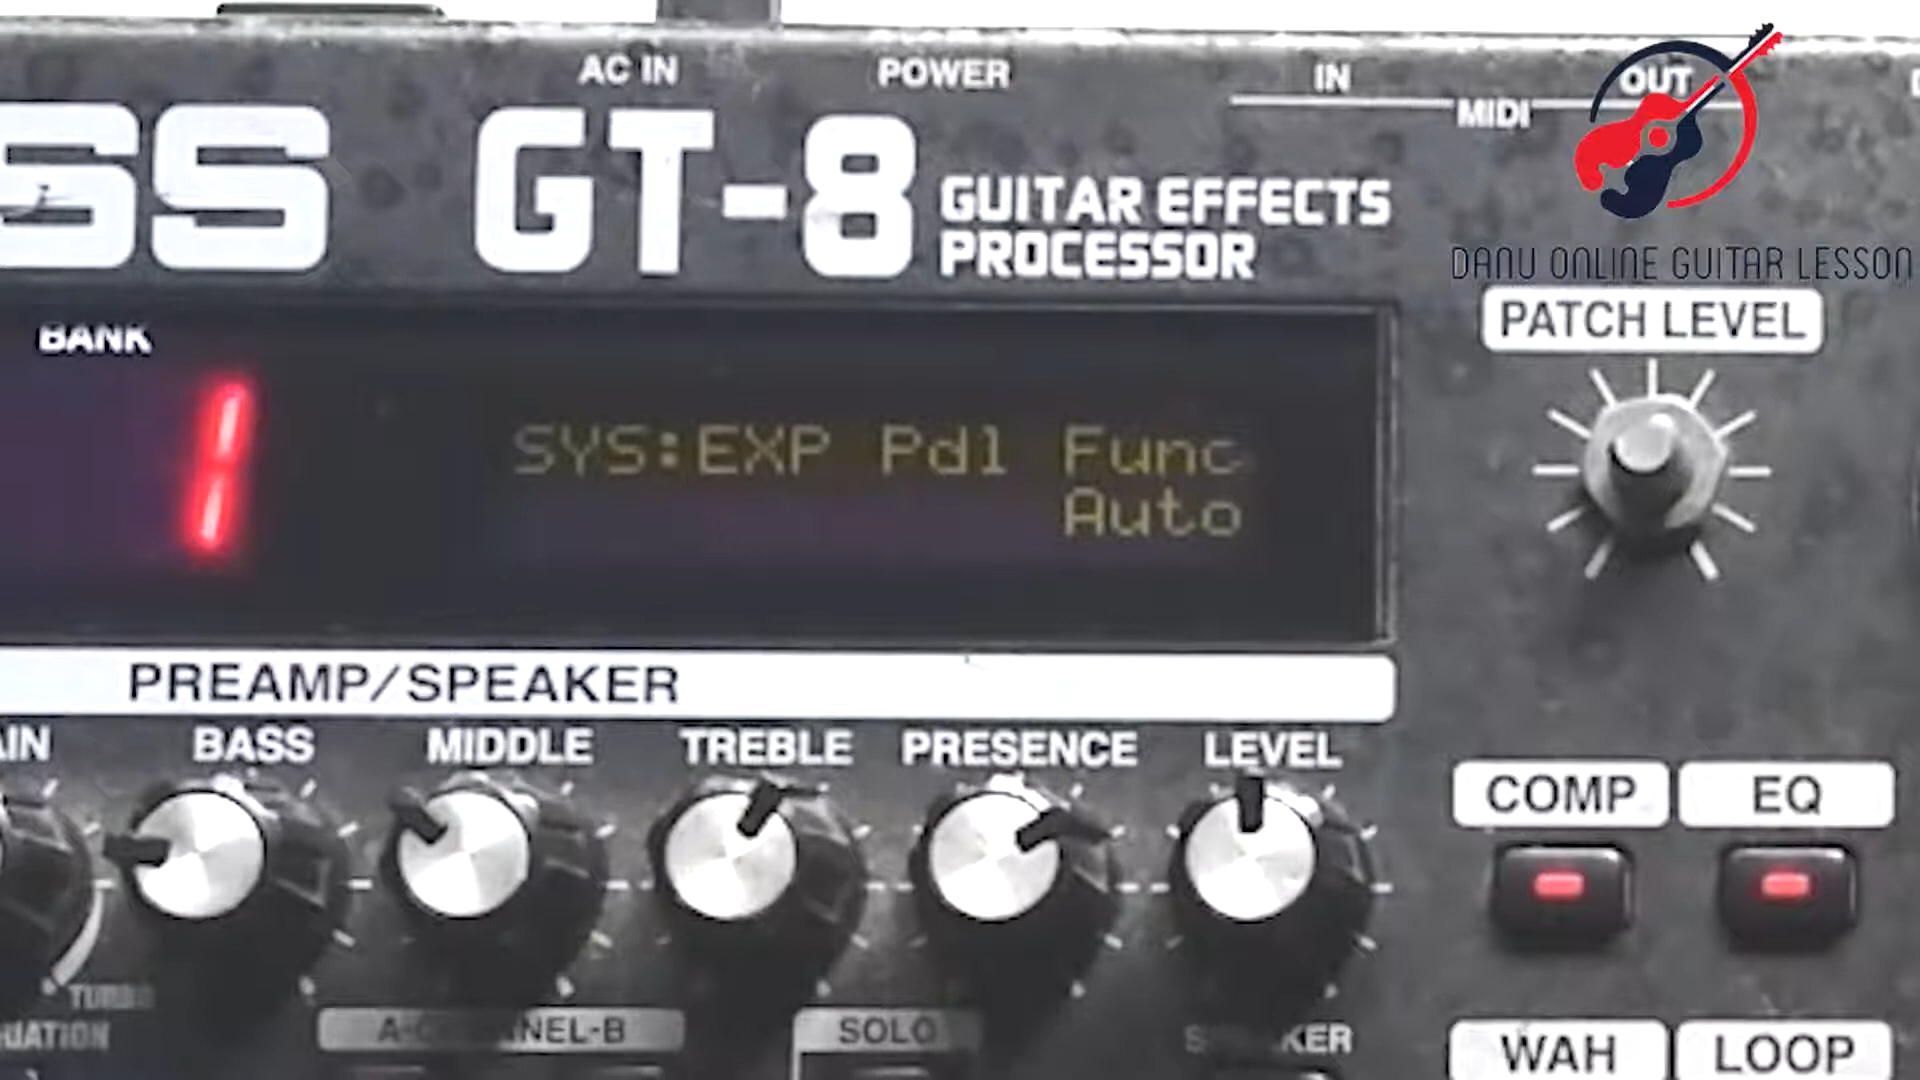 AC IN
POWER
IN
OUT
MIDI
SS GT-8
GUITAR EFFECTS
PROCESSOR
DANU ONLINE GUITAR LESSON
BANK
PATCH LEVEL
1
SYS:EXP Pdl Func
Auto
PREAMP/SPEAKER
BASS
MIDDLE
TREBLE
PRESENCE
LEVEL
COMP
EQ
SOLO
WAH
LOOP